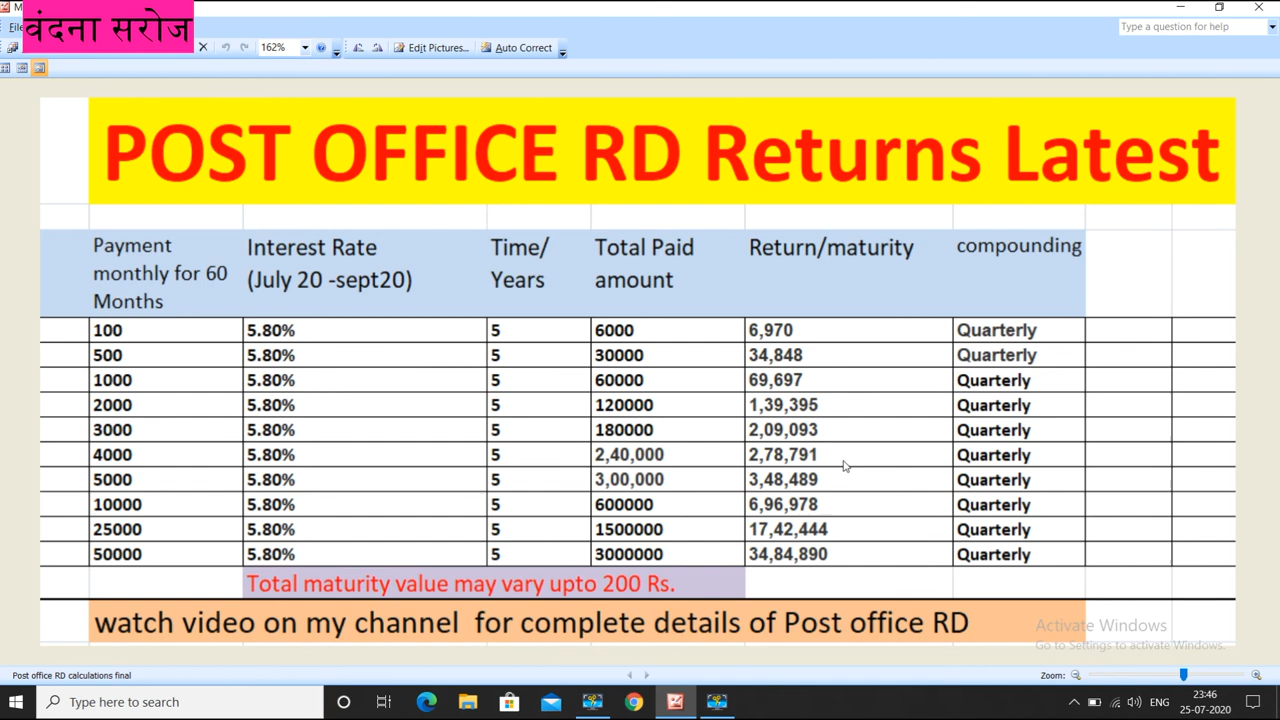 वंदना सरोज
Type a question for help
162%
Edit Pictures...
Auto Correct
POST OFFICE RD Returns Latest
Payment monthly for 60 Months Interest Rate (July 20 -sept20) Time/ Years Total Paid amount Return/maturity compounding
100 5.80% 5 6000 6,970 Quarterly
500 5.80% 5 30000 34,848 Quarterly
1000 5.80% 5 60000 69,697 Quarterly
2000 5.80% 5 120000 1,39,395 Quarterly
3000 5.80% 5 180000 2,09,093 Quarterly
4000 5.80% 5 2,40,000 2,78,791 Quarterly
5000 5.80% 5 3,00,000 3,48,489 Quarterly
10000 5.80% 5 600000 6,96,978 Quarterly
25000 5.80% 5 1500000 17,42,444 Quarterly
50000 5.80% 5 3000000 34,84,890 Quarterly
Total maturity value may vary upto 200 Rs.
watch video on my channel for complete details of Post office RD
Activate Windows
Go to Settings to activate Windows.
Post office RD calculations final
Zoom:
Type here to search
ENG
23:46
25-07-2020